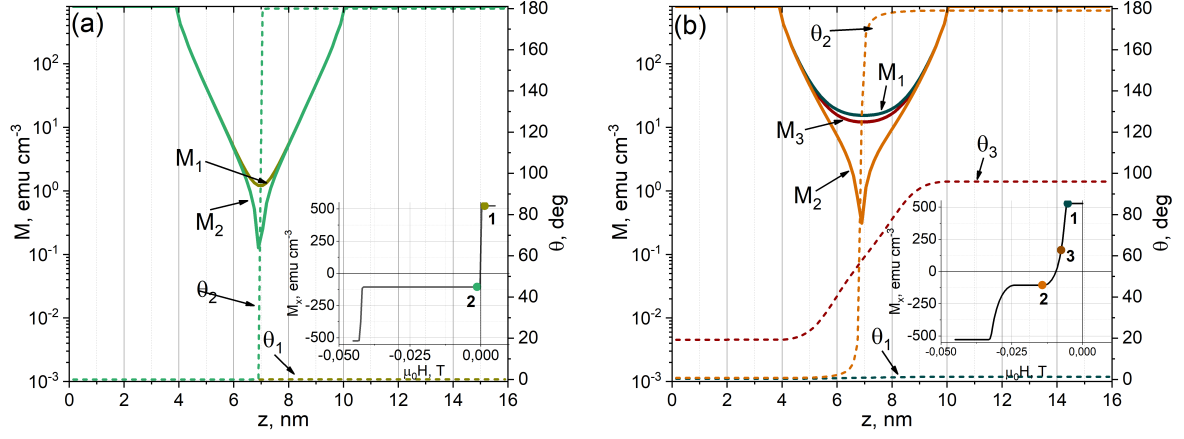 (a)
M, emu cm⁻³
10²
10¹
10⁰
10⁻¹
10⁻²
10⁻³
M₁
M₂
θ₂
θ₁
0 2 4 6 8 10 12 14 16
z, nm
180
160
140
120
100
80
60
40
20
0
θ, deg
Mₓ, emu cm⁻³
500
250
0
-250
-500
1
2
-0,050 -0,025 0,000
μ₀H, T
(b)
M, emu cm⁻³
10²
10¹
10⁰
10⁻¹
10⁻²
10⁻³
θ₂
M₁
M₃
M₂
θ₃
θ₁
0 2 4 6 8 10 12 14 16
z, nm
180
160
140
120
100
80
60
40
20
0
θ, deg
Mₓ, emu cm⁻³
500
250
0
-250
-500
1
3
2
-0,050 -0,025 0,000
μ₀H, T